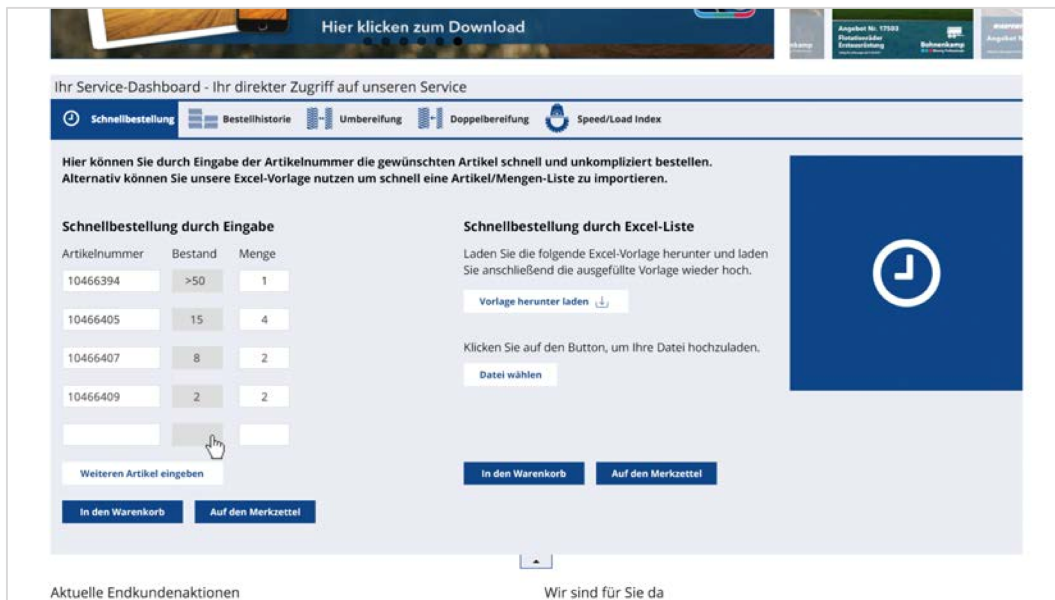 Hier klicken zum Download
Angebot Nr. 17593
Flotationräder
Erstausrüstung
Bohnenkamp
Ihr Service-Dashboard - Ihr direkter Zugriff auf unseren Service
Schnellbestellung
Bestellhistorie
Umbereifung
Doppelbereifung
Speed/Load Index
Hier können Sie durch Eingabe der Artikelnummer die gewünschten Artikel schnell und unkompliziert bestellen.
Alternativ können Sie unsere Excel-Vorlage nutzen um schnell eine Artikel/Mengen-Liste zu importieren.
Schnellbestellung durch Eingabe
Artikelnummer Bestand Menge
10466394 >50 1
10466405 15 4
10466407 8 2
10466409 2 2
Weiteren Artikel eingeben
In den Warenkorb Auf den Merkzettel
Schnellbestellung durch Excel-Liste
Laden Sie die folgende Excel-Vorlage herunter und laden
Sie anschließend die ausgefüllte Vorlage wieder hoch.
Vorlage herunter laden
Klicken Sie auf den Button, um Ihre Datei hochzuladen.
Datei wählen
In den Warenkorb Auf den Merkzettel
Aktuelle Endkundenaktionen
Wir sind für Sie da